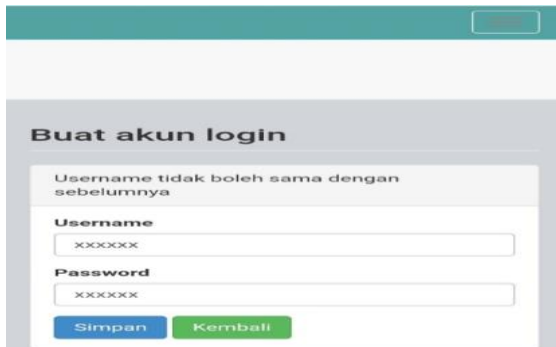 Buat akun login
Username tidak boleh sama dengan
sebelumnya
Username
xxxxxx
Password
xxxxxx
Simpan
Kembali